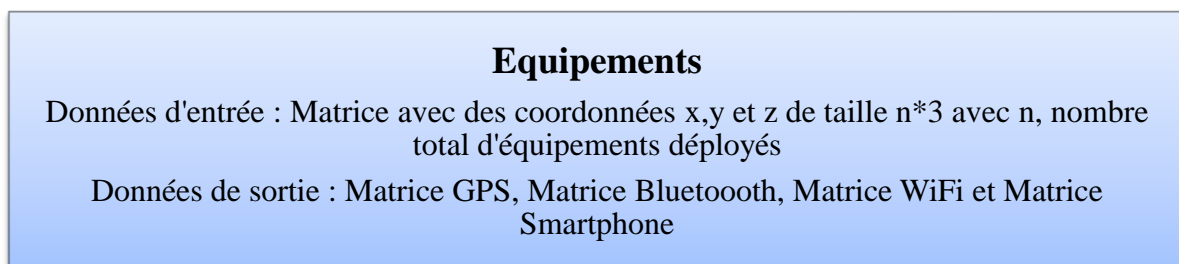 Equipements
Données d'entrée : Matrice avec des coordonnées x,y et z de taille n*3 avec n, nombre
total d'équipements déployés
Données de sortie : Matrice GPS, Matrice Bluetoooth, Matrice WiFi et Matrice
Smartphone